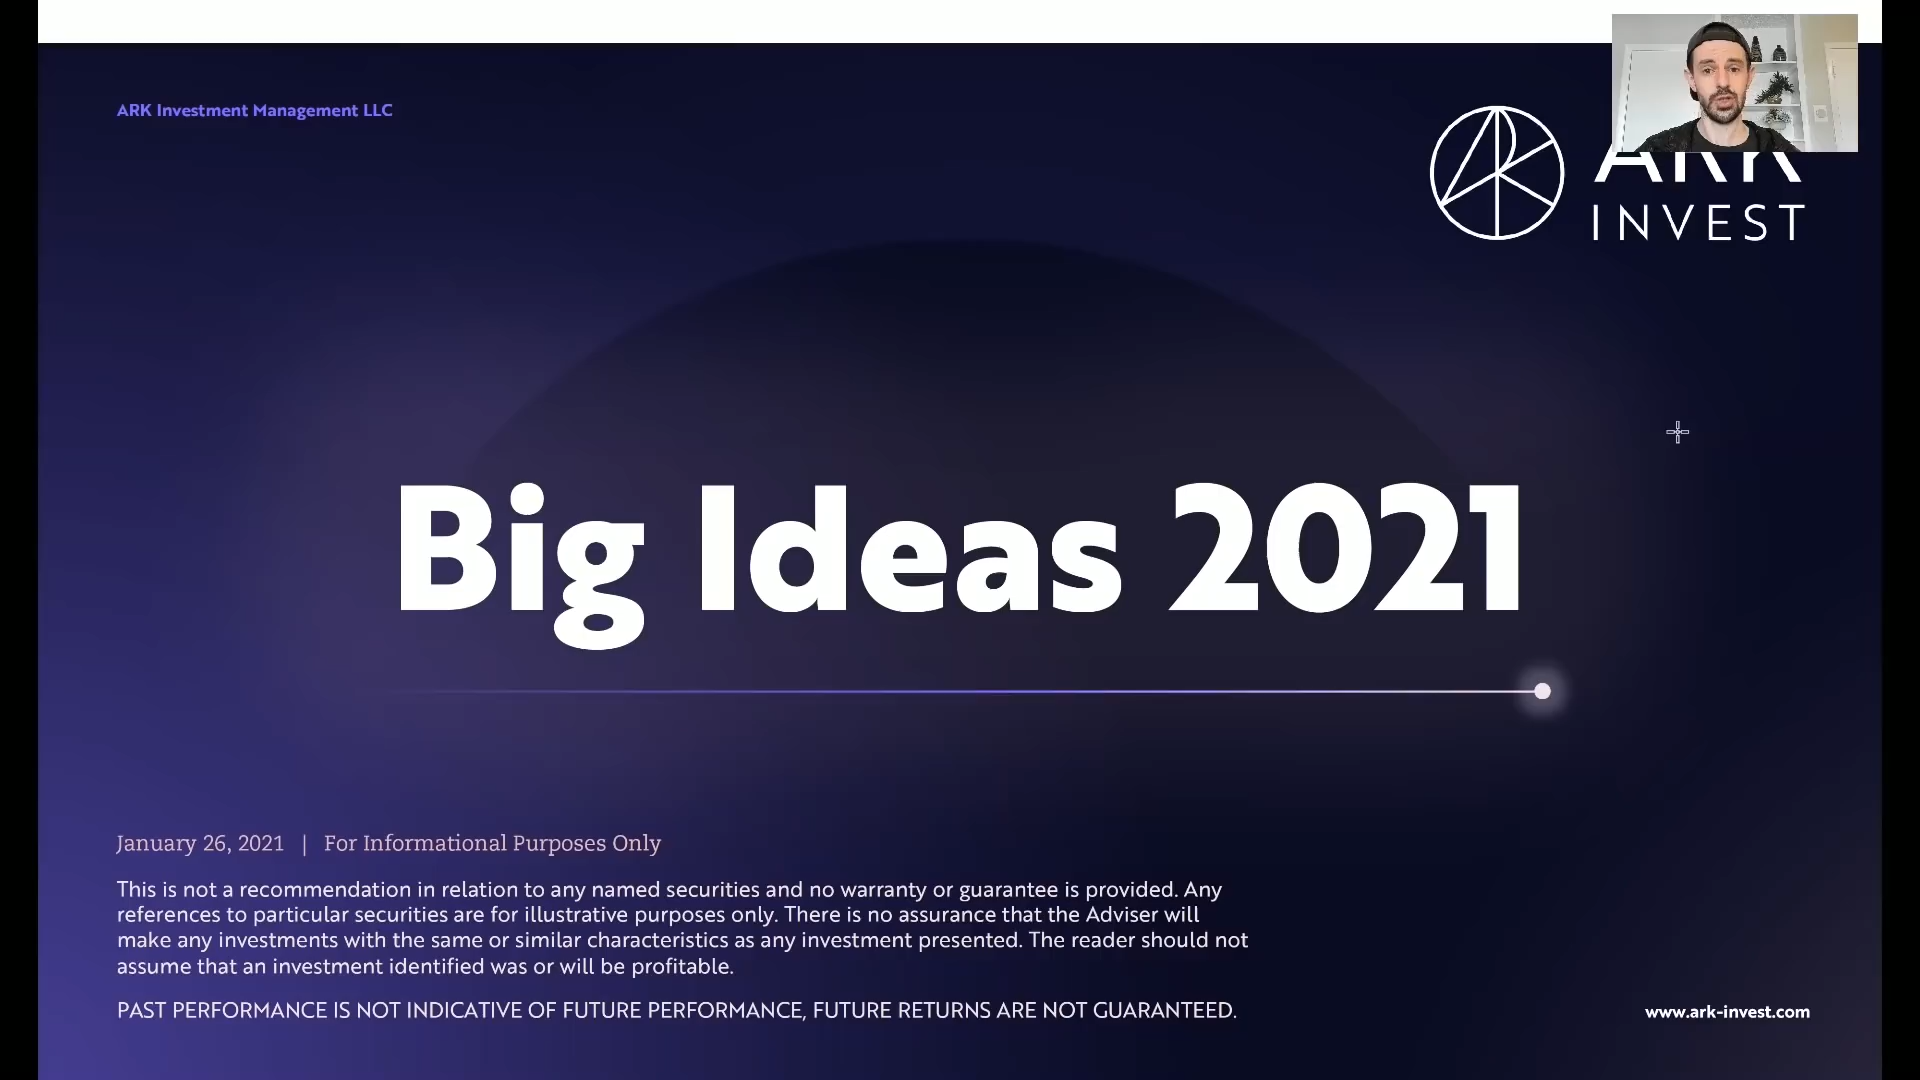 ARK Investment Management LLC
ARK
INVEST
Big Ideas 2021
January 26, 2021 | For Informational Purposes Only
This is not a recommendation in relation to any named securities and no warranty or guarantee is provided. Any
references to particular securities are for illustrative purposes only. There is no assurance that the Adviser will
make any investments with the same or similar characteristics as any investment presented. The reader should not
assume that an investment identified was or will be profitable.
PAST PERFORMANCE IS NOT INDICATIVE OF FUTURE PERFORMANCE, FUTURE RETURNS ARE NOT GUARANTEED.
www.ark-invest.com